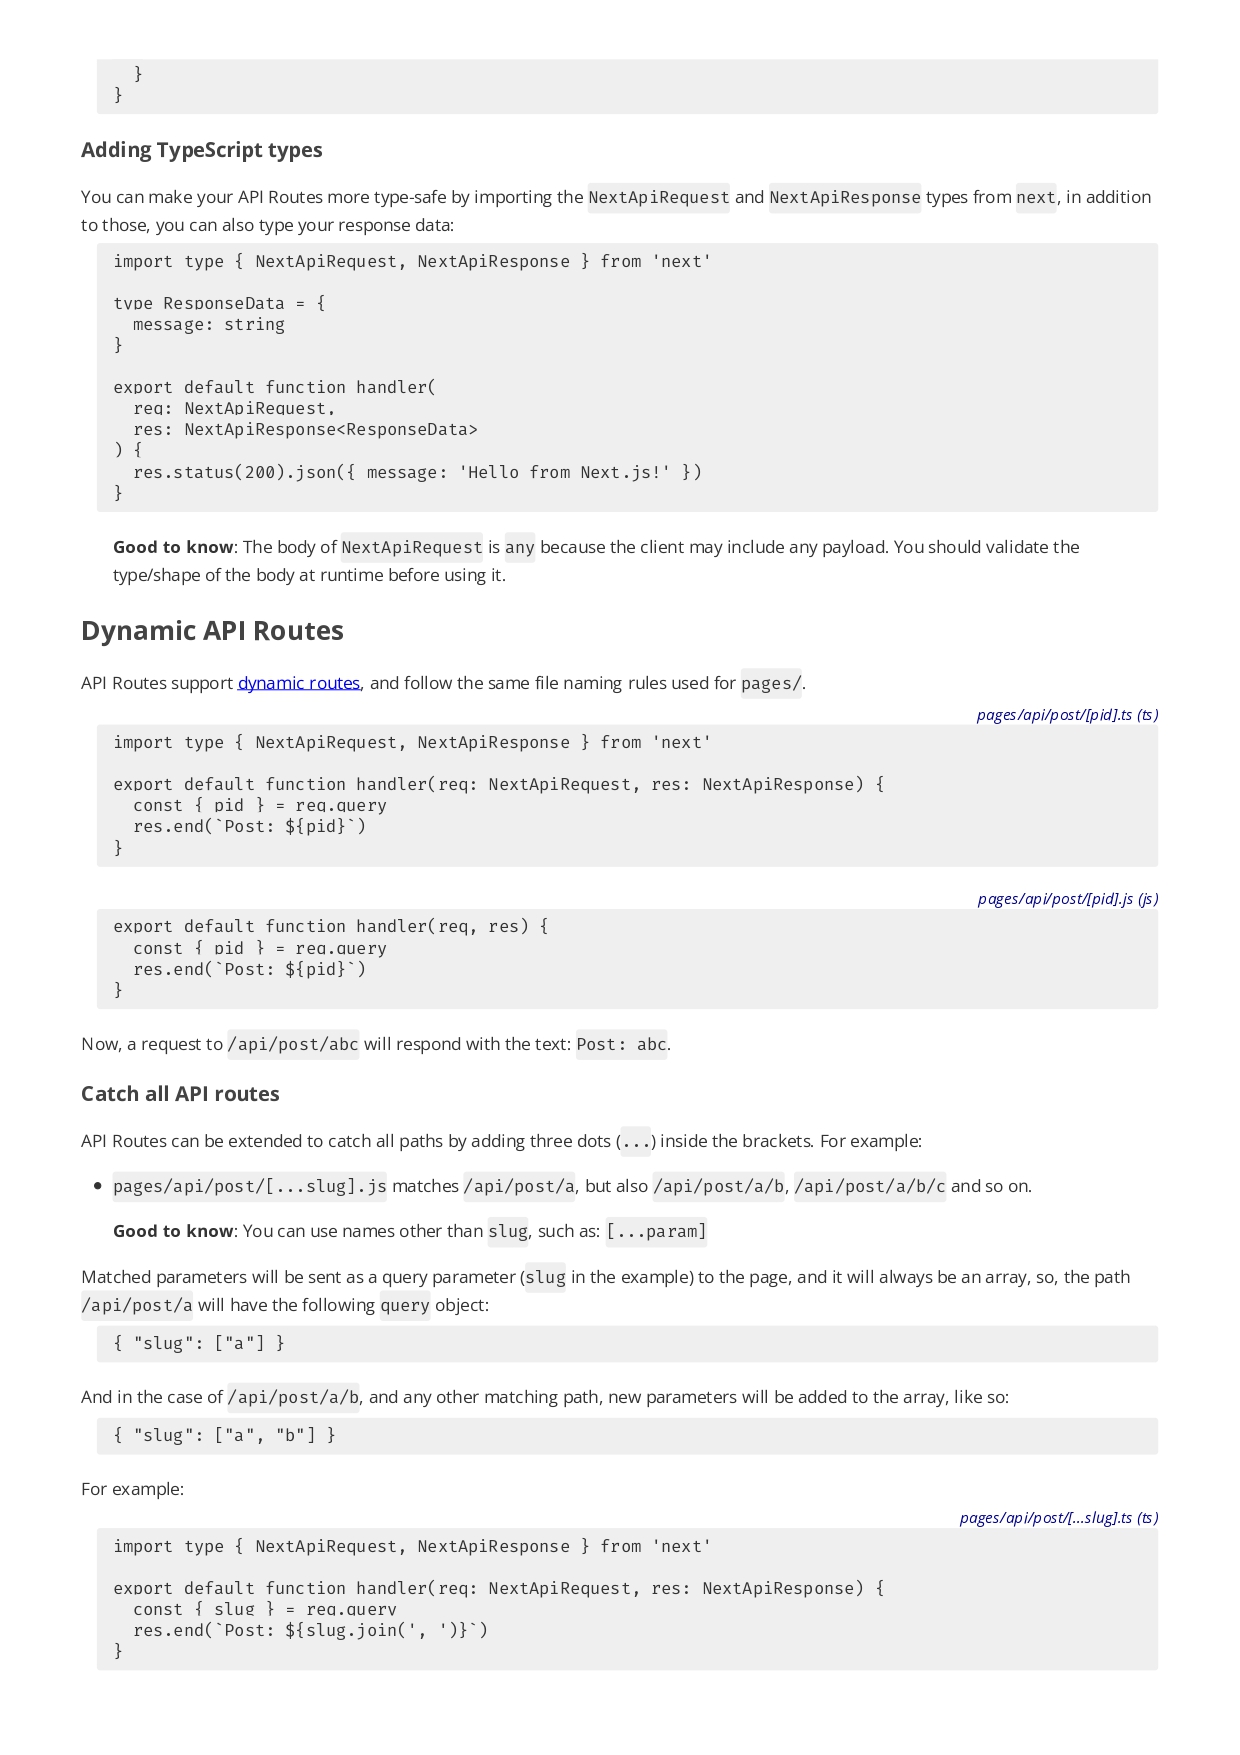 }
}
Adding TypeScript types
You can make your API Routes more type-safe by importing the NextApiRequest and NextApiResponse types from next, in addition
to those, you can also type your response data:
import type { NextApiRequest, NextApiResponse } from 'next'
type ResponseData = {
  message: string
}
export default function handler(
  req: NextApiRequest,
  res: NextApiResponse<ResponseData>
) {
  res.status(200).json({ message: 'Hello from Next.js!' })
}
Good to know: The body of NextApiRequest is any because the client may include any payload. You should validate the
type/shape of the body at runtime before using it.
Dynamic API Routes
API Routes support dynamic routes, and follow the same file naming rules used for pages/.
pages/api/post/[pid].ts (ts)
import type { NextApiRequest, NextApiResponse } from 'next'
export default function handler(req: NextApiRequest, res: NextApiResponse) {
  const { pid } = req.query
  res.end(`Post: ${pid}`)
}
pages/api/post/[pid].js (js)
export default function handler(req, res) {
  const { pid } = req.query
  res.end(`Post: ${pid}`)
}
Now, a request to /api/post/abc will respond with the text: Post: abc.
Catch all API routes
API Routes can be extended to catch all paths by adding three dots (...) inside the brackets. For example:
• pages/api/post/[...slug].js matches /api/post/a, but also /api/post/a/b, /api/post/a/b/c and so on.
Good to know: You can use names other than slug, such as: [...param]
Matched parameters will be sent as a query parameter (slug in the example) to the page, and it will always be an array, so, the path
/api/post/a will have the following query object:
{ "slug": ["a"] }
And in the case of /api/post/a/b, and any other matching path, new parameters will be added to the array, like so:
{ "slug": ["a", "b"] }
For example:
pages/api/post/[...slug].ts (ts)
import type { NextApiRequest, NextApiResponse } from 'next'
export default function handler(req: NextApiRequest, res: NextApiResponse) {
  const { slug } = req.query
  res.end(`Post: ${slug.join(', ')}`)
}